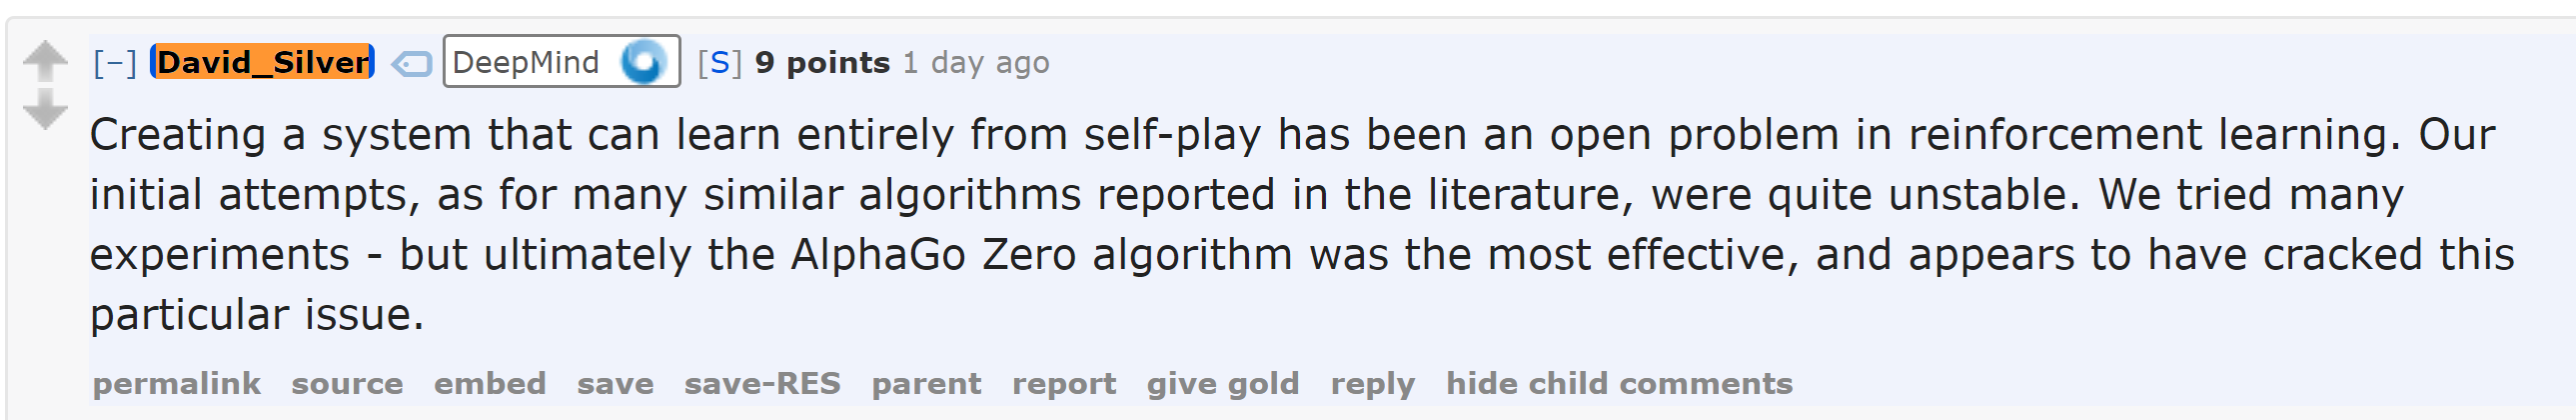 [–] David_Silver DeepMind [S] 9 points 1 day ago
Creating a system that can learn entirely from self-play has been an open problem in reinforcement learning. Our
initial attempts, as for many similar algorithms reported in the literature, were quite unstable. We tried many
experiments - but ultimately the AlphaGo Zero algorithm was the most effective, and appears to have cracked this
particular issue.
permalink source embed save save-RES parent report give gold reply hide child comments